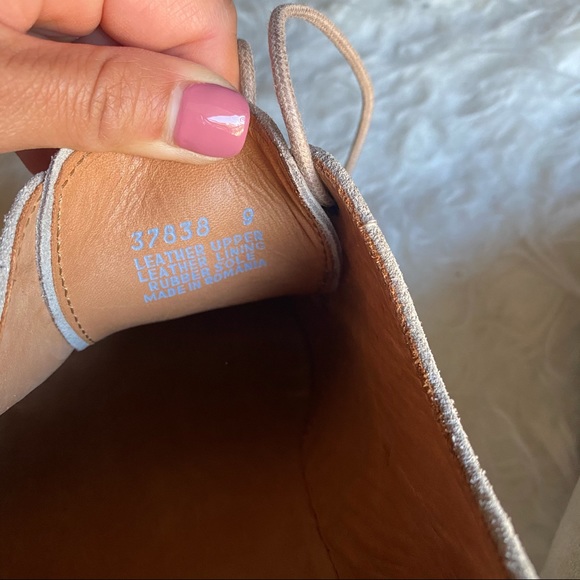 37838 9
LEATHER UPPER
LEATHER LINING
RUBBER SOLE
MADE IN ROMANIA